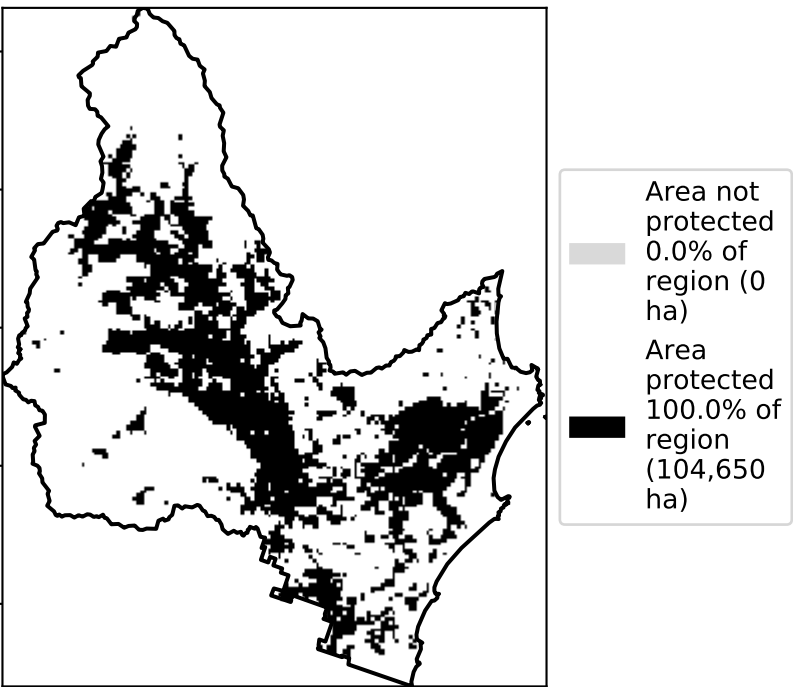 Area not
protected
0.0% of
region (0
ha)
Area
protected
100.0% of
region
(104,650
ha)